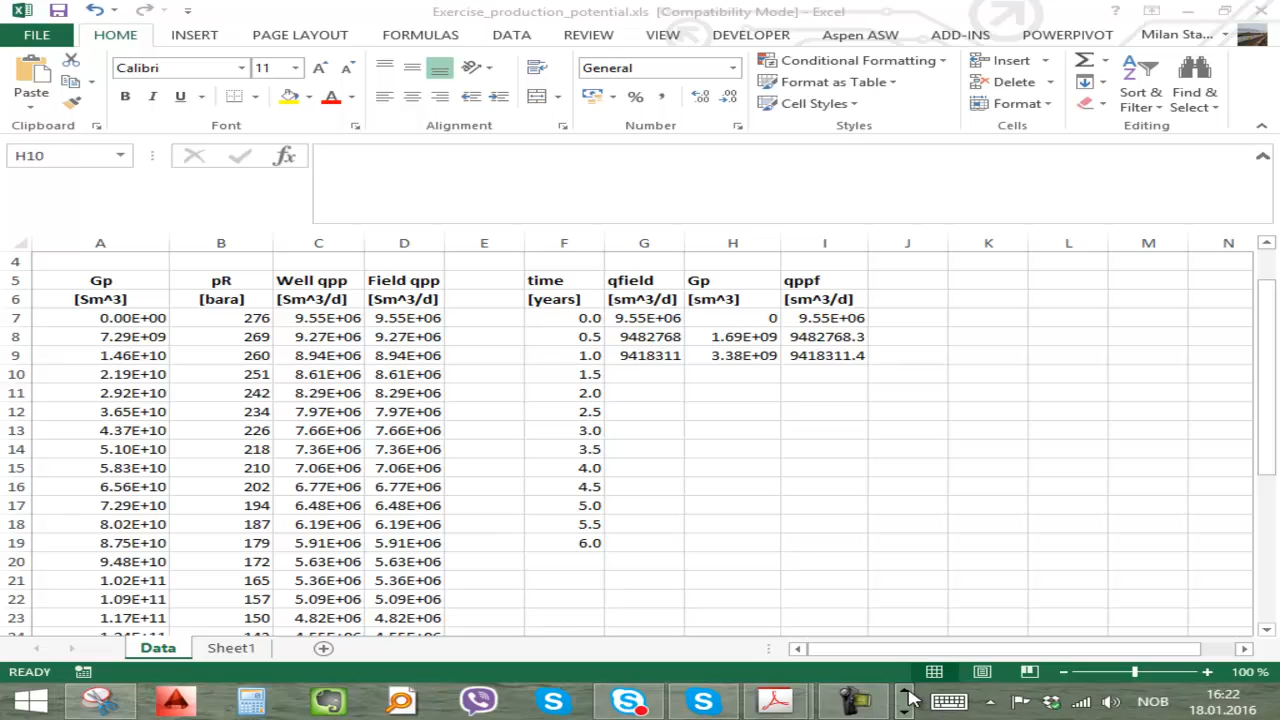 Exercise_production_potential.xls [Compatibility Mode] - Excel
FILE HOME INSERT PAGE LAYOUT FORMULAS DATA REVIEW VIEW DEVELOPER Aspen ASW ADD-INS POWERPIVOT Milan Sta...
Calibri 11 General Conditional Formatting Insert
Paste B I U Format as Table Delete Sort & Filter Find & Select
Cell Styles Format
Clipboard Font Alignment Number Styles Cells Editing
H10 fx
A B C D E F G H I J K L M N
4
5 Gp pR Well qpp Field qpp time qfield Gp qppf
6 [Sm^3] [bara] [Sm^3/d] [Sm^3/d] [years] [sm^3/d] [sm^3] [Sm^3/d]
7 0.00E+00 276 9.55E+06 9.55E+06 0.0 9.55E+06 0 9.55E+06
8 7.29E+09 269 9.27E+06 9.27E+06 0.5 9482768 1.69E+09 9482768.3
9 1.46E+10 260 8.94E+06 8.94E+06 1.0 9418311 3.38E+09 9418311.4
10 2.19E+10 251 8.61E+06 8.61E+06 1.5
11 2.92E+10 242 8.29E+06 8.29E+06 2.0
12 3.65E+10 234 7.97E+06 7.97E+06 2.5
13 4.37E+10 226 7.66E+06 7.66E+06 3.0
14 5.10E+10 218 7.36E+06 7.36E+06 3.5
15 5.83E+10 210 7.06E+06 7.06E+06 4.0
16 6.56E+10 202 6.77E+06 6.77E+06 4.5
17 7.29E+10 194 6.48E+06 6.48E+06 5.0
18 8.02E+10 187 6.19E+06 6.19E+06 5.5
19 8.75E+10 179 5.91E+06 5.91E+06 6.0
20 9.48E+10 172 5.63E+06 5.63E+06
21 1.02E+11 165 5.36E+06 5.36E+06
22 1.09E+11 157 5.09E+06 5.09E+06
23 1.17E+11 150 4.82E+06 4.82E+06
Data Sheet1
READY 100 %
NOB 16:22
18.01.2016